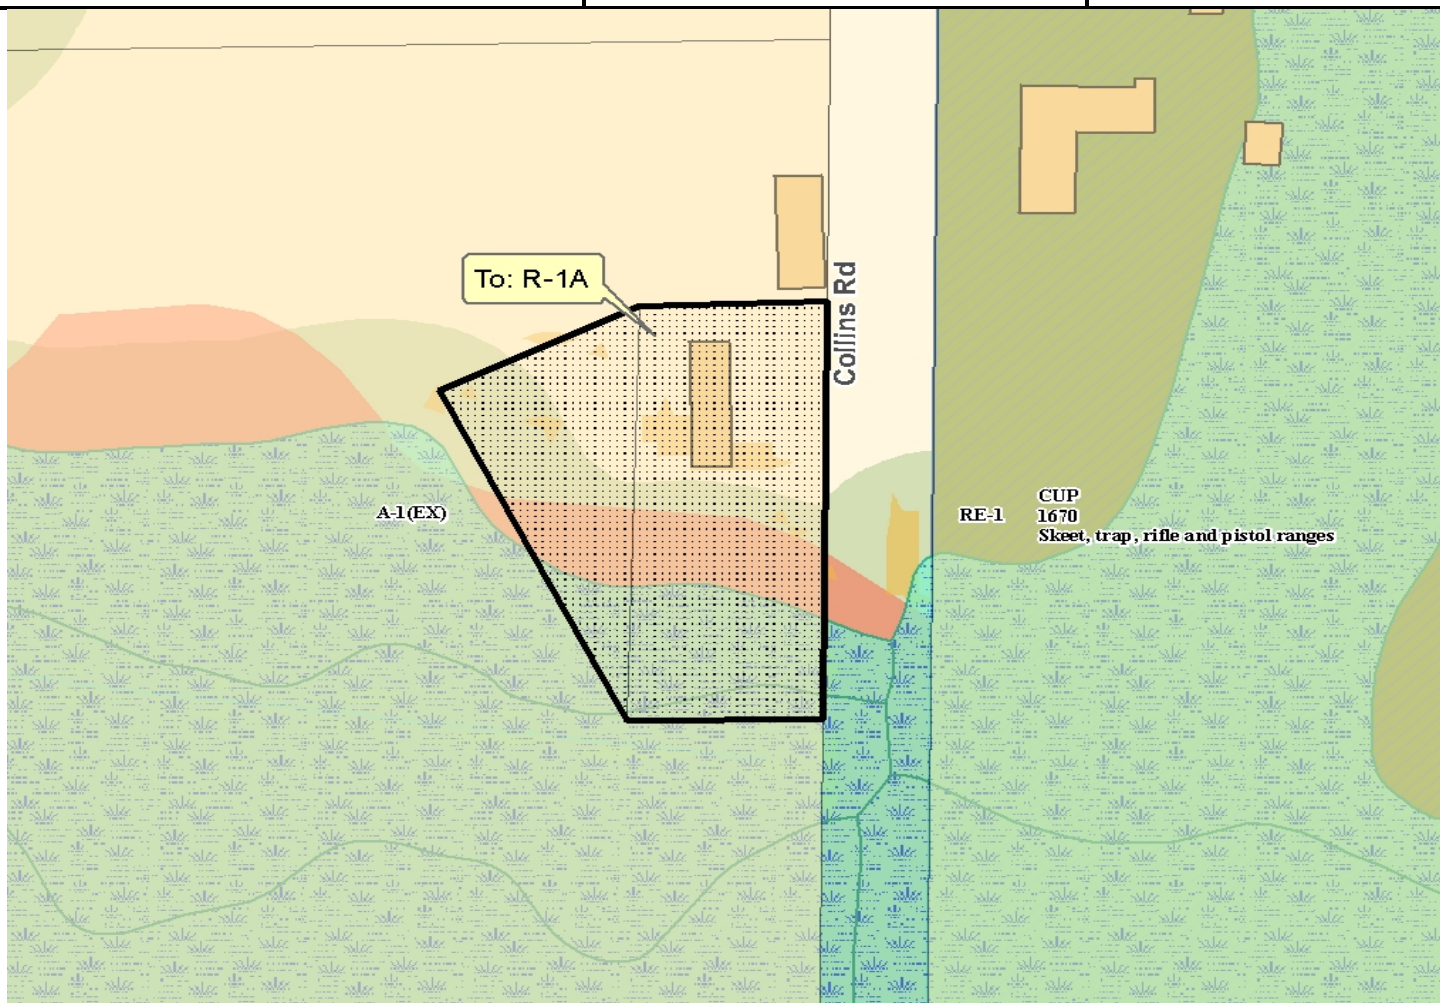 To: R-1A
Collins Rd
A-1(EX)
RE-1
CUP
1670
Skeet, trap, rifle and pistol ranges